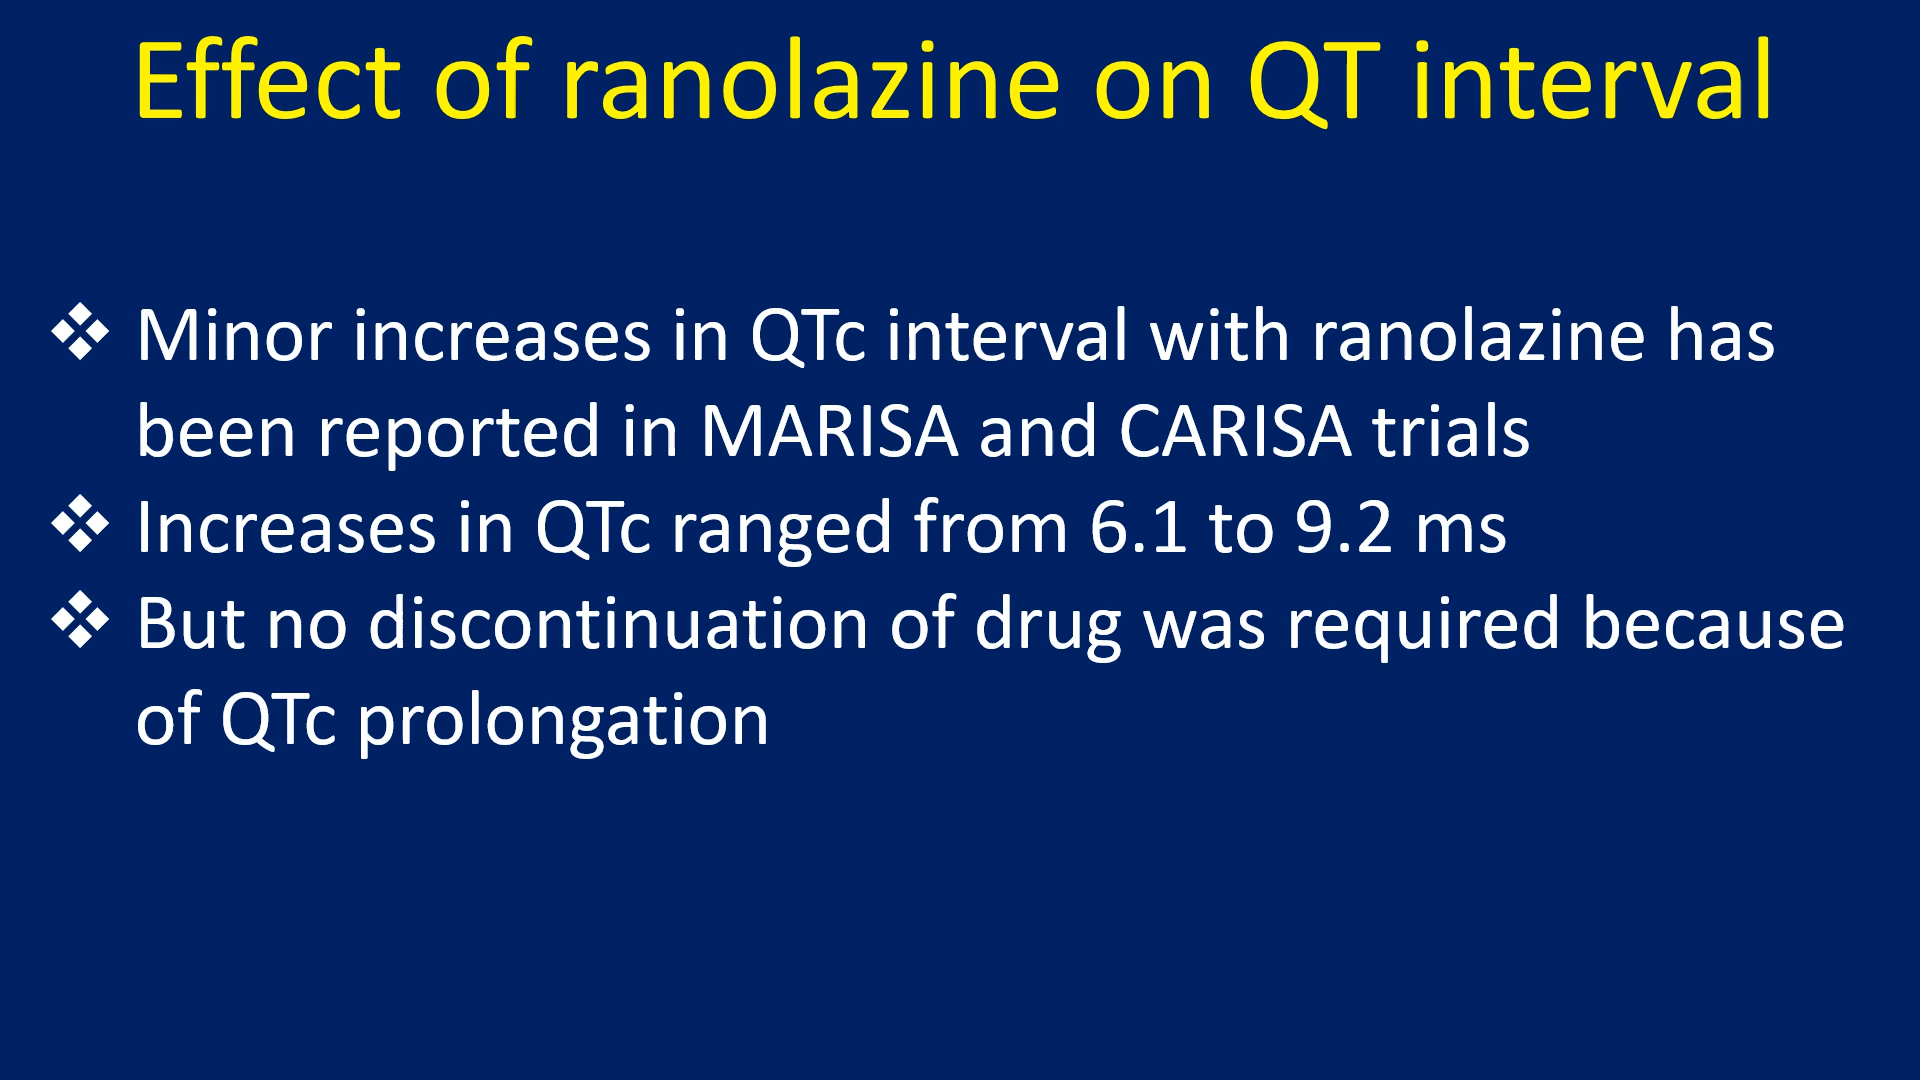 Effect of ranolazine on QT interval
❖ Minor increases in QTc interval with ranolazine has
been reported in MARISA and CARISA trials
❖ Increases in QTc ranged from 6.1 to 9.2 ms
❖ But no discontinuation of drug was required because
of QTc prolongation